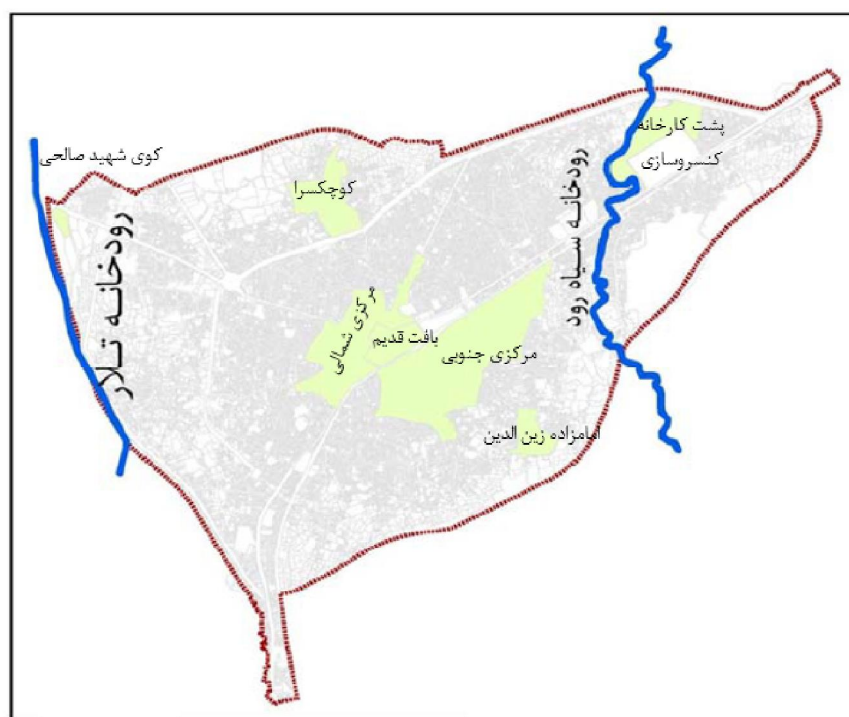 کوی شهید صالحی
پشت کارخانه
کنسروسازی
کوچکسرا
رودخانه تلار
رودخانه سیاه رود
مرکزی شمالی
بافت قدیم
مرکزی جنوبی
امامزاده زین الدین